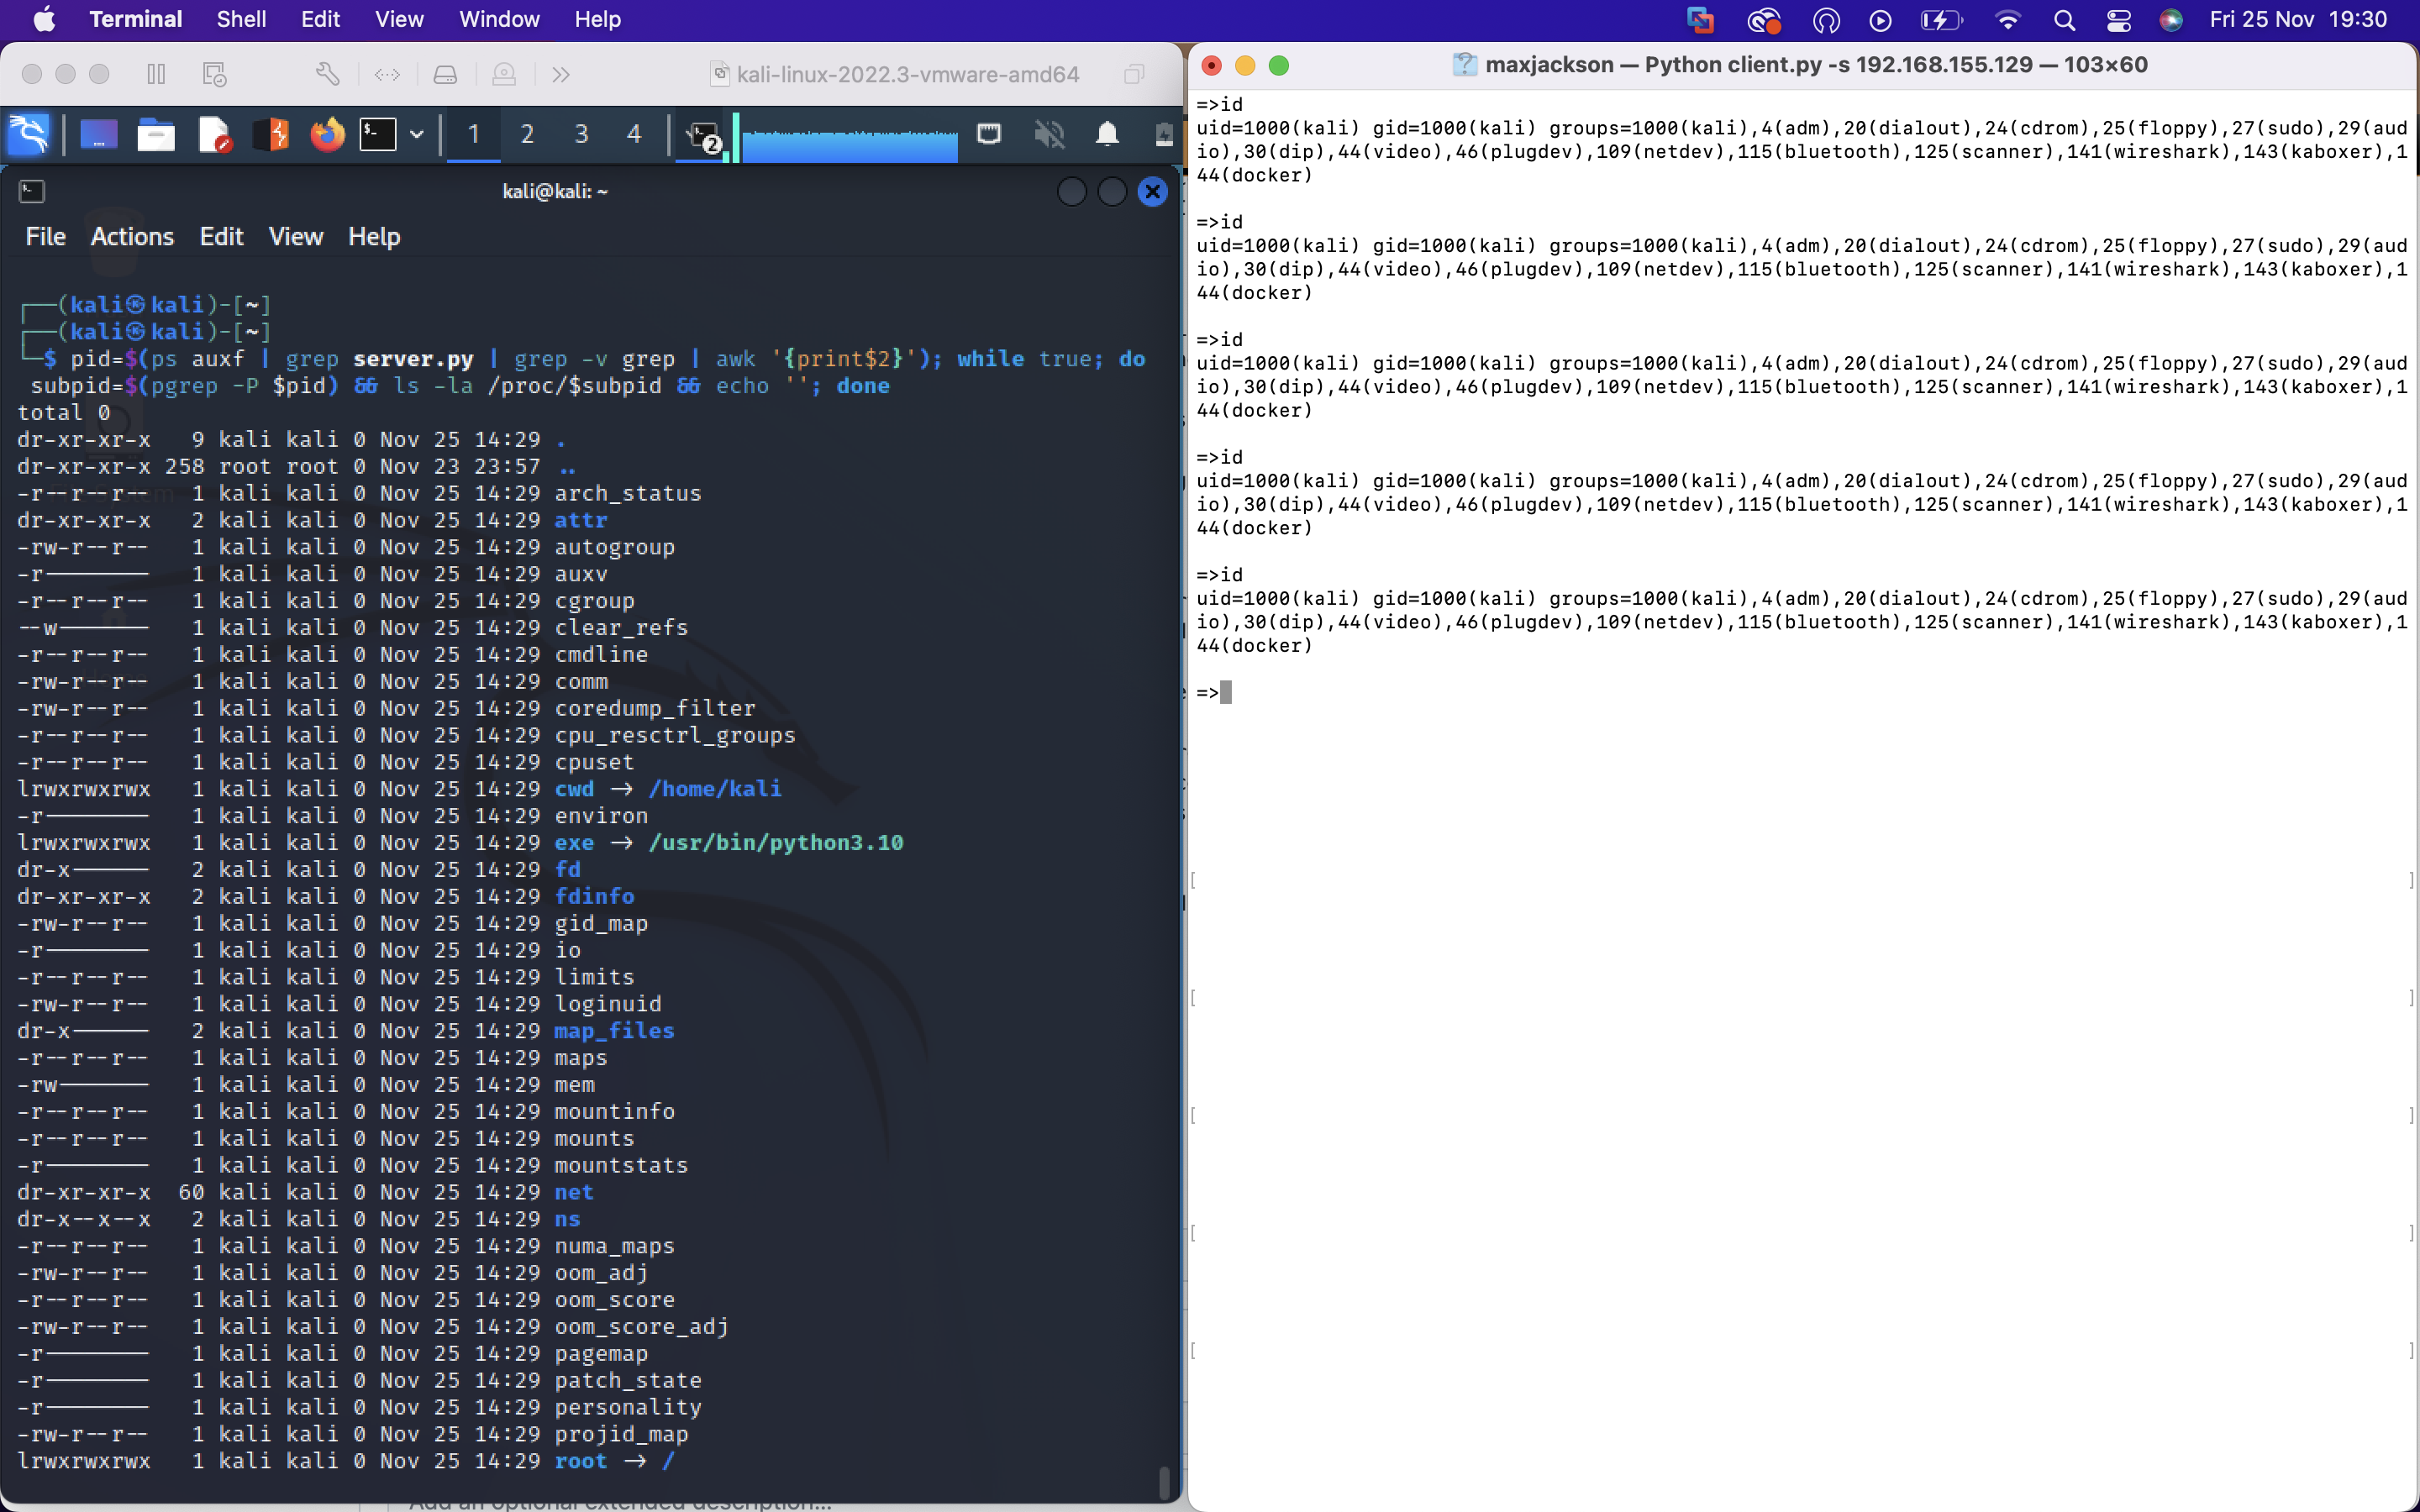 Terminal Shell Edit View Window Help Fri 25 Nov 19:30
kali-linux-2022.3-vmware-amd64
1 2 3 4 2
kali@kali: ~
File Actions Edit View Help
┌──(kali㉿kali)-[~]
┌──(kali㉿kali)-[~]
└─$ pid=$(ps auxf | grep server.py | grep -v grep | awk '{print$2}'); while true; do
subpid=$(pgrep -P $pid) && ls -la /proc/$subpid && echo ''; done
total 0
dr-xr-xr-x 9 kali kali 0 Nov 25 14:29 .
dr-xr-xr-x 258 root root 0 Nov 23 23:57 ..
-r--r--r-- 1 kali kali 0 Nov 25 14:29 arch_status
dr-xr-xr-x 2 kali kali 0 Nov 25 14:29 attr
-rw-r--r-- 1 kali kali 0 Nov 25 14:29 autogroup
-r-------- 1 kali kali 0 Nov 25 14:29 auxv
-r--r--r-- 1 kali kali 0 Nov 25 14:29 cgroup
--w------- 1 kali kali 0 Nov 25 14:29 clear_refs
-r--r--r-- 1 kali kali 0 Nov 25 14:29 cmdline
-rw-r--r-- 1 kali kali 0 Nov 25 14:29 comm
-rw-r--r-- 1 kali kali 0 Nov 25 14:29 coredump_filter
-r--r--r-- 1 kali kali 0 Nov 25 14:29 cpu_resctrl_groups
-r--r--r-- 1 kali kali 0 Nov 25 14:29 cpuset
lrwxrwxrwx 1 kali kali 0 Nov 25 14:29 cwd -> /home/kali
-r-------- 1 kali kali 0 Nov 25 14:29 environ
lrwxrwxrwx 1 kali kali 0 Nov 25 14:29 exe -> /usr/bin/python3.10
dr-x------ 2 kali kali 0 Nov 25 14:29 fd
dr-xr-xr-x 2 kali kali 0 Nov 25 14:29 fdinfo
-rw-r--r-- 1 kali kali 0 Nov 25 14:29 gid_map
-r-------- 1 kali kali 0 Nov 25 14:29 io
-r--r--r-- 1 kali kali 0 Nov 25 14:29 limits
-rw-r--r-- 1 kali kali 0 Nov 25 14:29 loginuid
dr-x------ 2 kali kali 0 Nov 25 14:29 map_files
-r--r--r-- 1 kali kali 0 Nov 25 14:29 maps
-rw------- 1 kali kali 0 Nov 25 14:29 mem
-r--r--r-- 1 kali kali 0 Nov 25 14:29 mountinfo
-r--r--r-- 1 kali kali 0 Nov 25 14:29 mounts
-r-------- 1 kali kali 0 Nov 25 14:29 mountstats
dr-xr-xr-x 60 kali kali 0 Nov 25 14:29 net
dr-x--x--x 2 kali kali 0 Nov 25 14:29 ns
-r--r--r-- 1 kali kali 0 Nov 25 14:29 numa_maps
-rw-r--r-- 1 kali kali 0 Nov 25 14:29 oom_adj
-r--r--r-- 1 kali kali 0 Nov 25 14:29 oom_score
-rw-r--r-- 1 kali kali 0 Nov 25 14:29 oom_score_adj
-r-------- 1 kali kali 0 Nov 25 14:29 pagemap
-r-------- 1 kali kali 0 Nov 25 14:29 patch_state
-r-------- 1 kali kali 0 Nov 25 14:29 personality
-rw-r--r-- 1 kali kali 0 Nov 25 14:29 projid_map
lrwxrwxrwx 1 kali kali 0 Nov 25 14:29 root -> /
Add an optional extended description...
maxjackson — Python client.py -s 192.168.155.129 — 103×60
=>id
uid=1000(kali) gid=1000(kali) groups=1000(kali),4(adm),20(dialout),24(cdrom),25(floppy),27(sudo),29(aud
io),30(dip),44(video),46(plugdev),109(netdev),115(bluetooth),125(scanner),141(wireshark),143(kaboxer),1
44(docker)
=>id
uid=1000(kali) gid=1000(kali) groups=1000(kali),4(adm),20(dialout),24(cdrom),25(floppy),27(sudo),29(aud
io),30(dip),44(video),46(plugdev),109(netdev),115(bluetooth),125(scanner),141(wireshark),143(kaboxer),1
44(docker)
=>id
uid=1000(kali) gid=1000(kali) groups=1000(kali),4(adm),20(dialout),24(cdrom),25(floppy),27(sudo),29(aud
io),30(dip),44(video),46(plugdev),109(netdev),115(bluetooth),125(scanner),141(wireshark),143(kaboxer),1
44(docker)
=>id
uid=1000(kali) gid=1000(kali) groups=1000(kali),4(adm),20(dialout),24(cdrom),25(floppy),27(sudo),29(aud
io),30(dip),44(video),46(plugdev),109(netdev),115(bluetooth),125(scanner),141(wireshark),143(kaboxer),1
44(docker)
=>id
uid=1000(kali) gid=1000(kali) groups=1000(kali),4(adm),20(dialout),24(cdrom),25(floppy),27(sudo),29(aud
io),30(dip),44(video),46(plugdev),109(netdev),115(bluetooth),125(scanner),141(wireshark),143(kaboxer),1
44(docker)
=>